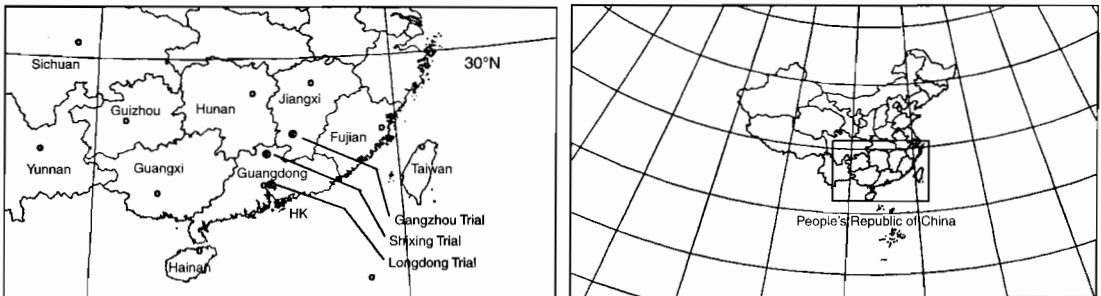 Sichuan
30°N
Guizhou
Hunan
Jiangxi
Fujian
Yunnan
Guangxi
Guangdong
Taiwan
HK
Gangzhou Trial
Shixing Trial
Longdong Trial
Hainan
People's Republic of China